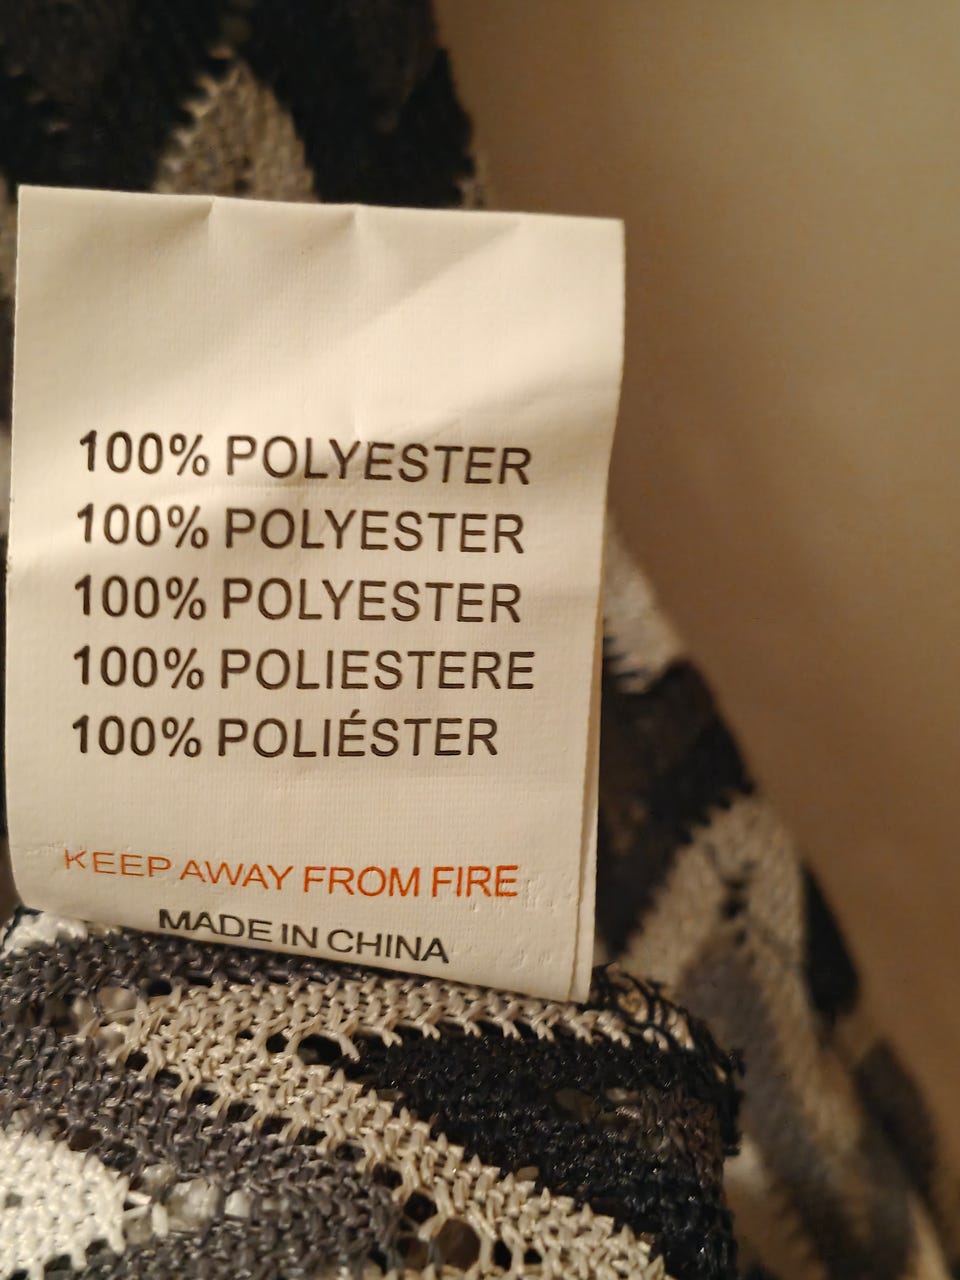 100% POLYESTER
100% POLYESTER
100% POLYESTER
100% POLIESTERE
100% POLIÉSTER
KEEP AWAY FROM FIRE
MADE IN CHINA